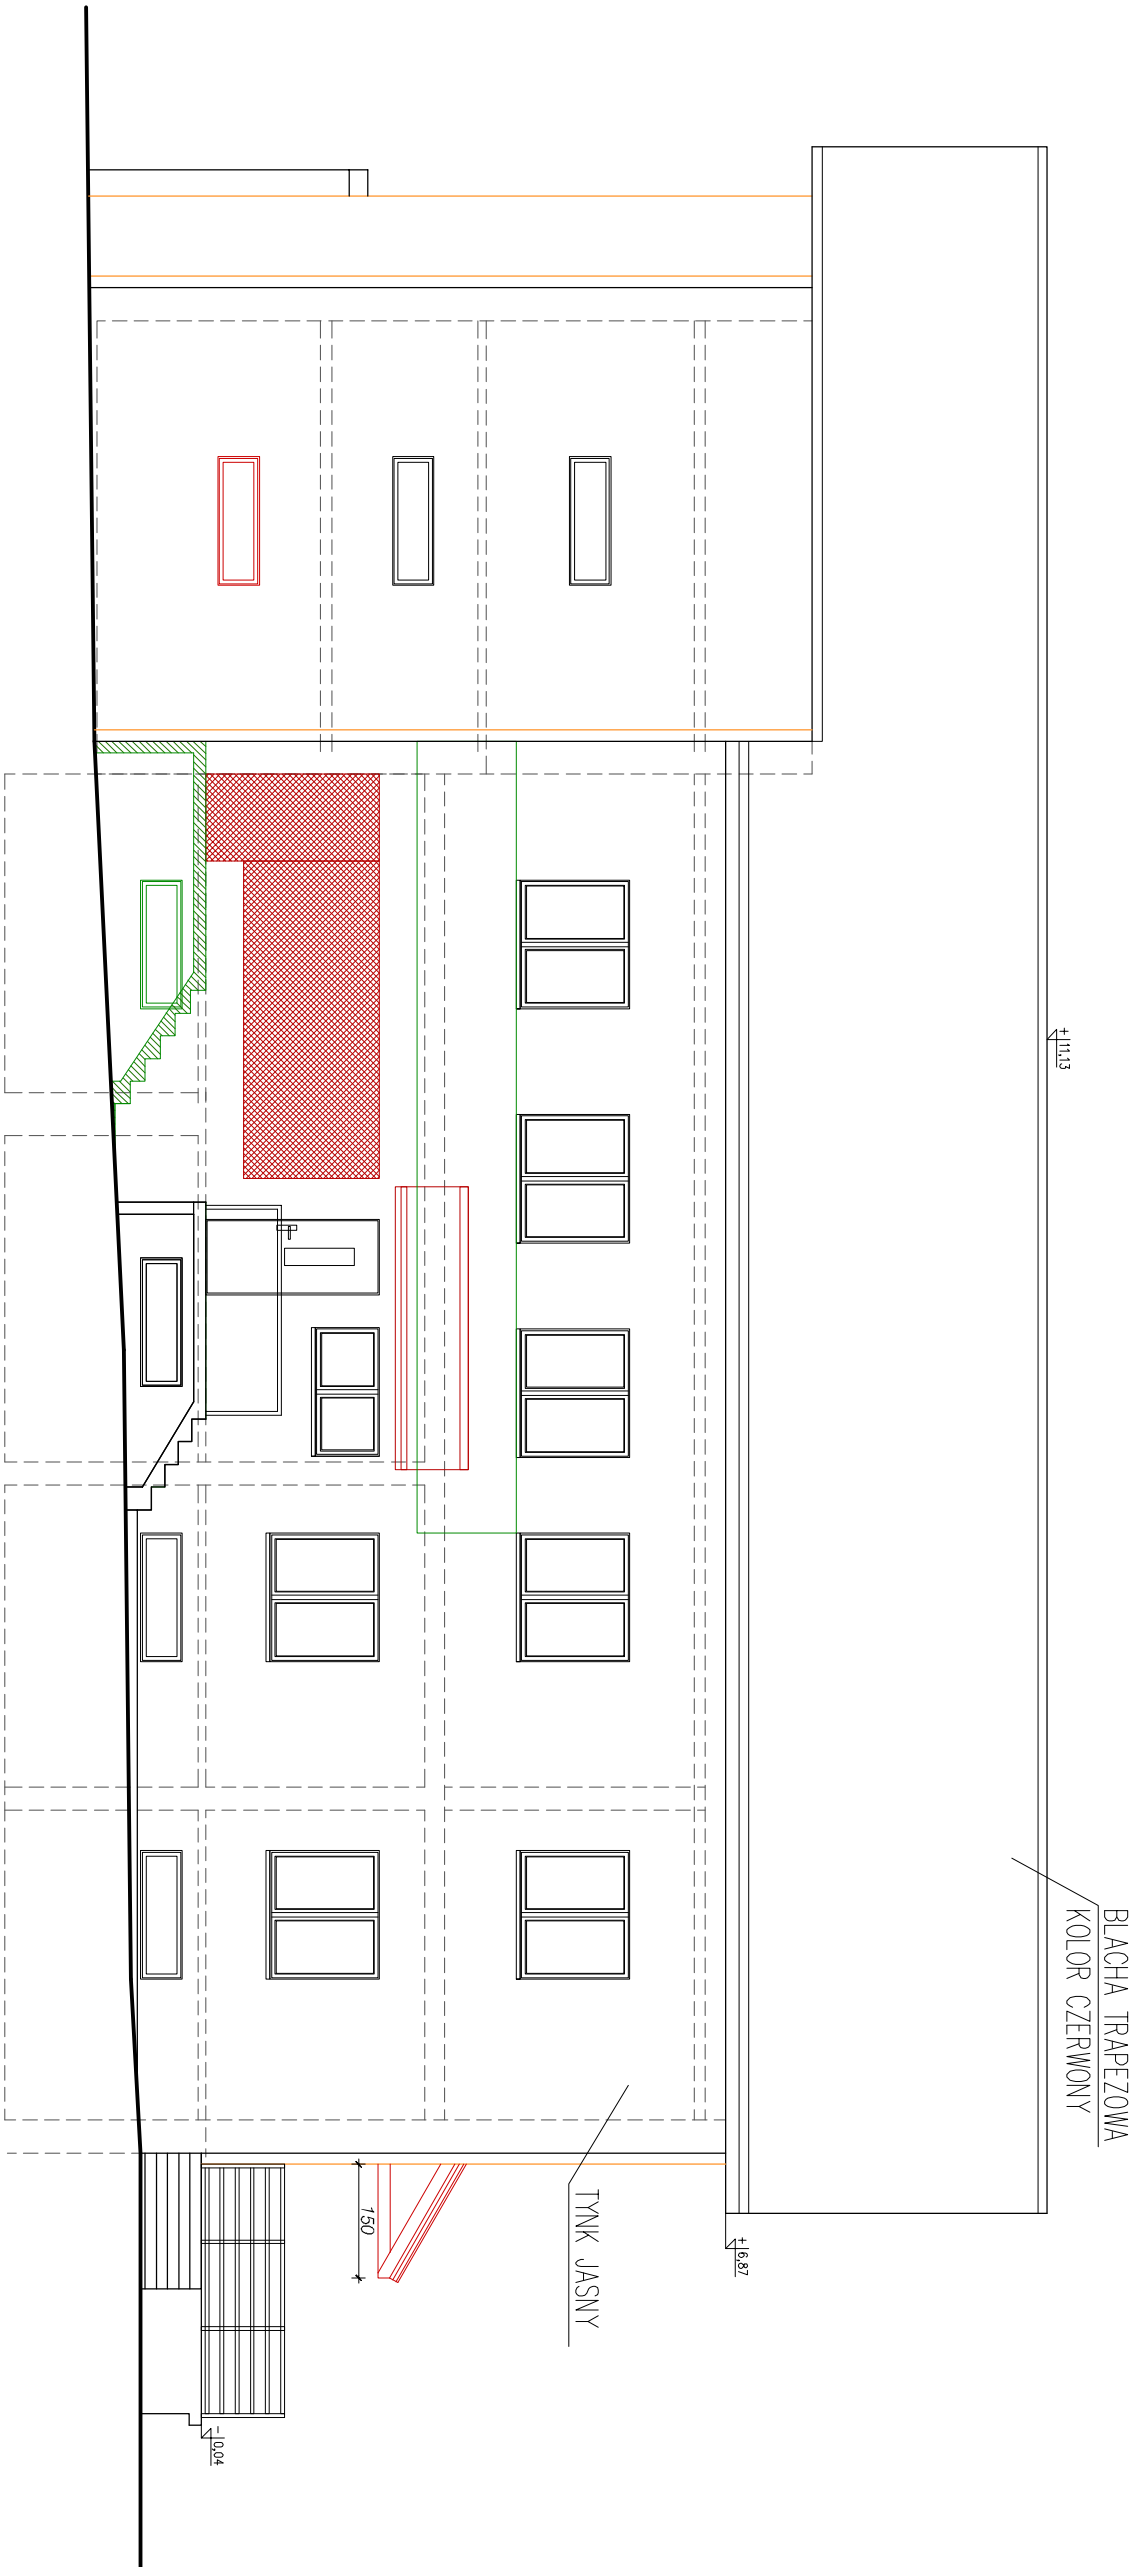 +11,13
BLACHA TRAPEZOWA
KOLOR CZERWONY
+6,87
TYNK JASNY
150
-0,04